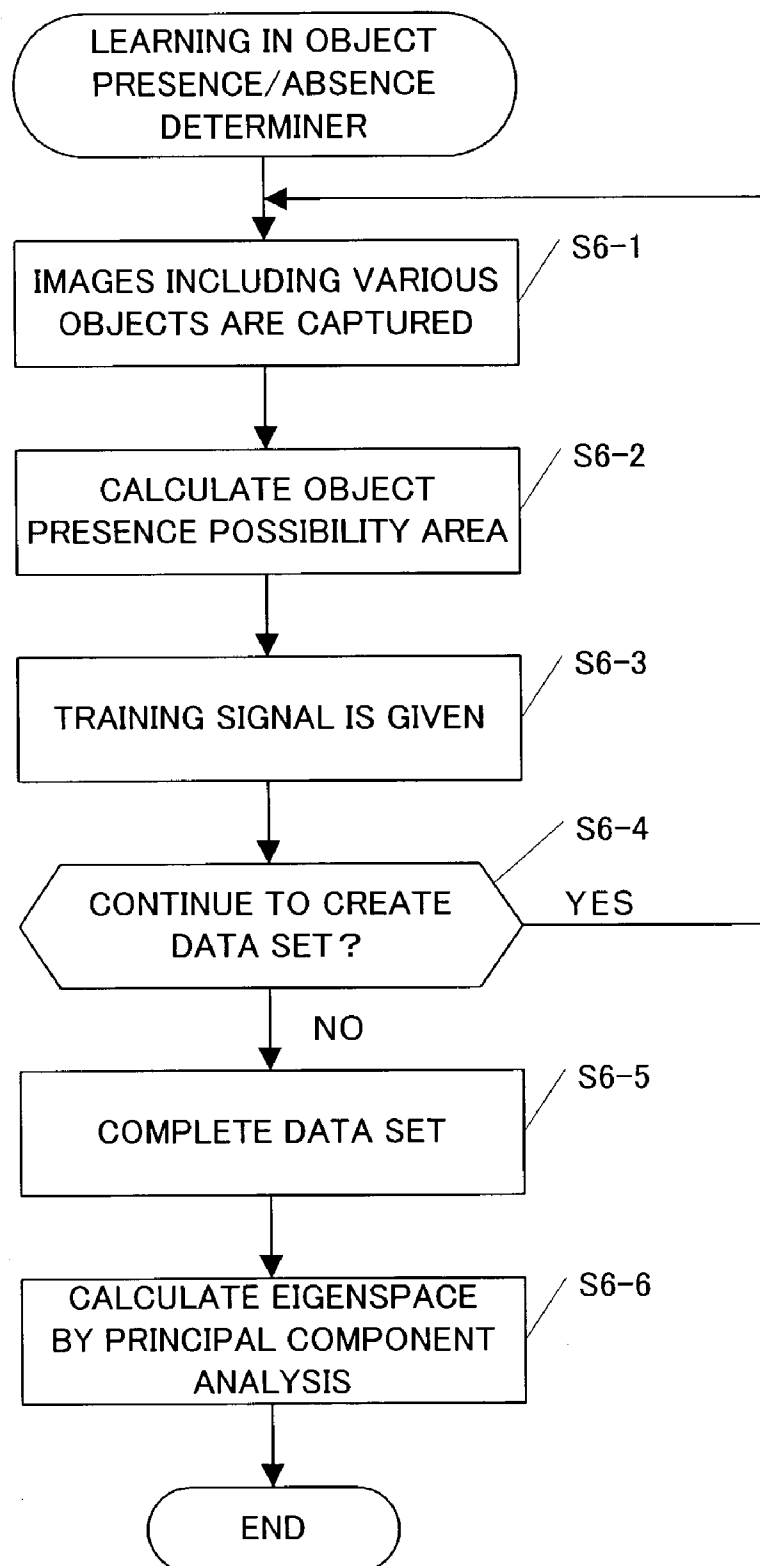 LEARNING IN OBJECT
PRESENCE/ABSENCE
DETERMINER
S6-1
IMAGES INCLUDING VARIOUS
OBJECTS ARE CAPTURED
S6-2
CALCULATE OBJECT
PRESENCE POSSIBILITY AREA
S6-3
TRAINING SIGNAL IS GIVEN
S6-4
CONTINUE TO CREATE
DATA SET?
YES
NO
S6-5
COMPLETE DATA SET
S6-6
CALCULATE EIGENSPACE
BY PRINCIPAL COMPONENT
ANALYSIS
END